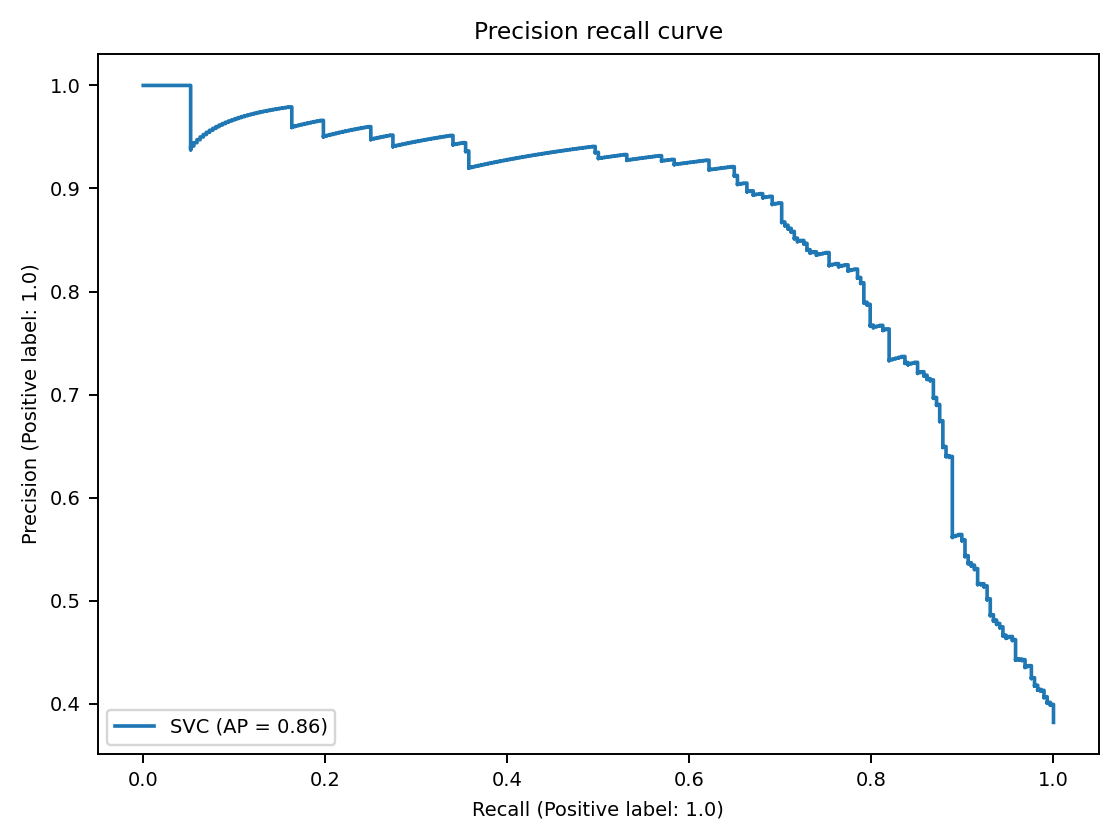 Precision recall curve
1.0
0.9
0.8
0.7
0.6
0.5
0.4
Precision (Positive label: 1.0)
SVC (AP = 0.86)
0.0 0.2 0.4 0.6 0.8 1.0
Recall (Positive label: 1.0)